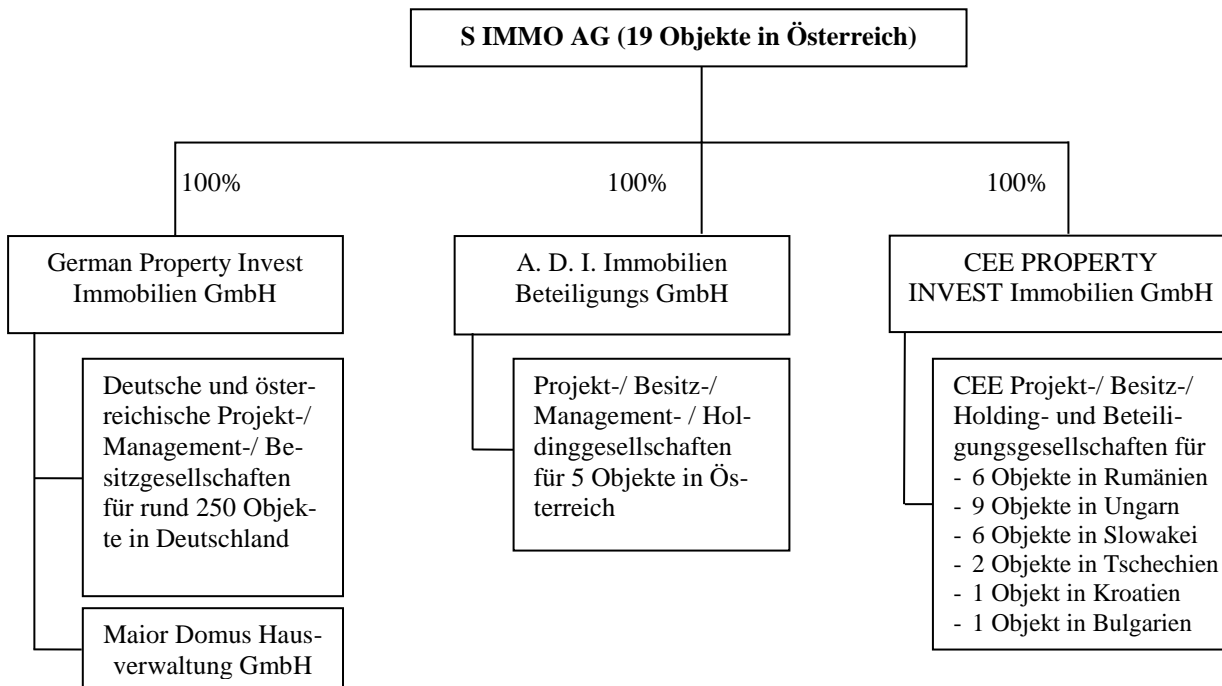 S IMMO AG (19 Objekte in Österreich)
100%
100%
100%
German Property Invest
Immobilien GmbH
A. D. I. Immobilien
Beteiligungs GmbH
CEE PROPERTY
INVEST Immobilien GmbH
Deutsche und öster-
reichische Projekt-/
Management-/ Be-
sitzgesellschaften
für rund 250 Objek-
te in Deutschland
Maior Domus Haus-
verwaltung GmbH
Projekt-/ Besitz-/
Management- / Hol-
dinggesellschaften
für 5 Objekte in Ös-
terreich
CEE Projekt-/ Besitz-/
Holding- und Beteili-
gungsgesellschaften für
- 6 Objekte in Rumänien
- 9 Objekte in Ungarn
- 6 Objekte in Slowakei
- 2 Objekte in Tschechien
- 1 Objekt in Kroatien
- 1 Objekt in Bulgarien